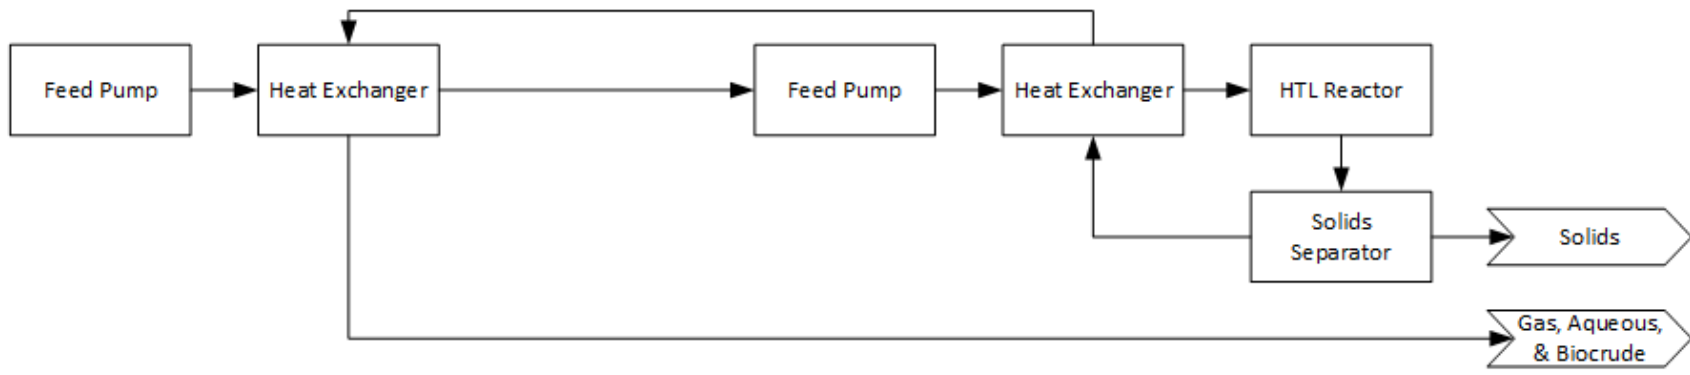 Feed Pump
Heat Exchanger
Feed Pump
Heat Exchanger
HTL Reactor
Solids
Separator
Solids
Gas, Aqueous,
& Biocrude